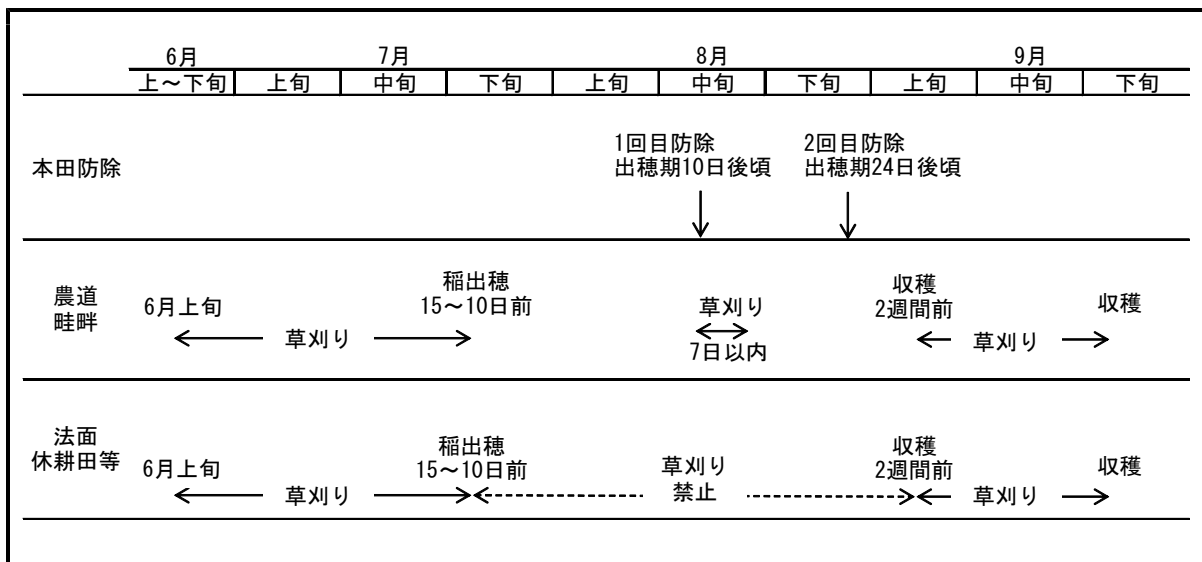 6月 7月 8月 9月
上～下旬 上旬 中旬 下旬 上旬 中旬 下旬 上旬 中旬 下旬
本田防除
1回目防除
出穂期10日後頃
2回目防除
出穂期24日後頃
農道
畦畔
6月上旬
草刈り
稲出穂
15～10日前
草刈り
7日以内
収穫
2週間前
草刈り
収穫
法面
休耕田等
6月上旬
草刈り
稲出穂
15～10日前
草刈り
禁止
収穫
2週間前
草刈り
収穫